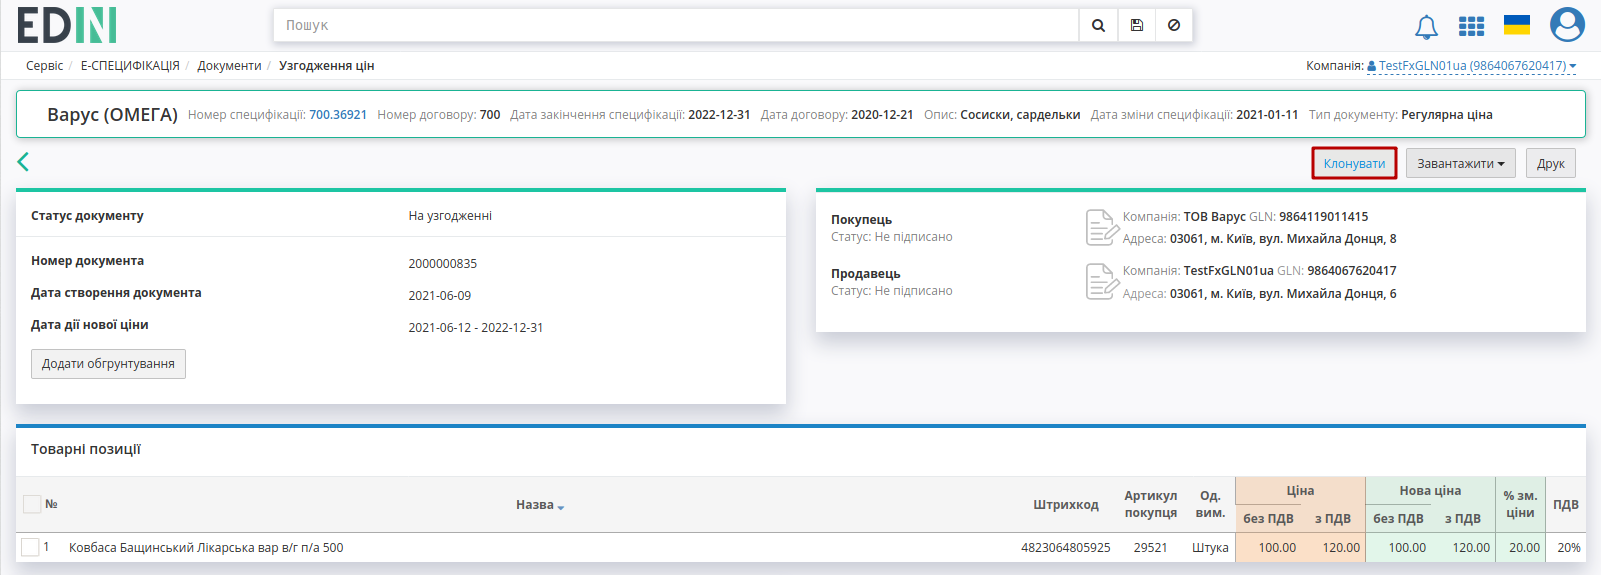 EDIN
Пошук
Сервіс / Е-СПЕЦИФІКАЦІЯ / Документи / Узгодження цін
Компанія: TestFxGLN01ua (9864067620417)
Варус (ОМЕГА) Номер специфікації: 700.36921 Номер договору: 700 Дата закінчення специфікації: 2022-12-31 Дата договору: 2020-12-21 Опис: Сосиски, сардельки Дата зміни специфікації: 2021-01-11 Тип документу: Регулярна ціна
Клонувати Завантажити Друк
Статус документу На узгодженні
Номер документа 2000000835
Дата створення документа 2021-06-09
Дата дії нової ціни 2021-06-12 - 2022-12-31
Додати обгрунтування
Покупець
Статус: Не підписано
Компанія: ТОВ Варус GLN: 9864119011415
Адреса: 03061, м. Київ, вул. Михайла Донця, 8
Продавець
Статус: Не підписано
Компанія: TestFxGLN01ua GLN: 9864067620417
Адреса: 03061, м. Київ, вул. Михайла Донця, 6
Товарні позиції
№ Назва Штрихкод Артикул покупця Од. вим. Ціна Нова ціна % зм. ціни ПДВ
без ПДВ з ПДВ без ПДВ з ПДВ
1 Ковбаса Бащинський Лікарська вар в/г п/а 500 4823064805925 29521 Штука 100.00 120.00 100.00 120.00 20.00 20%